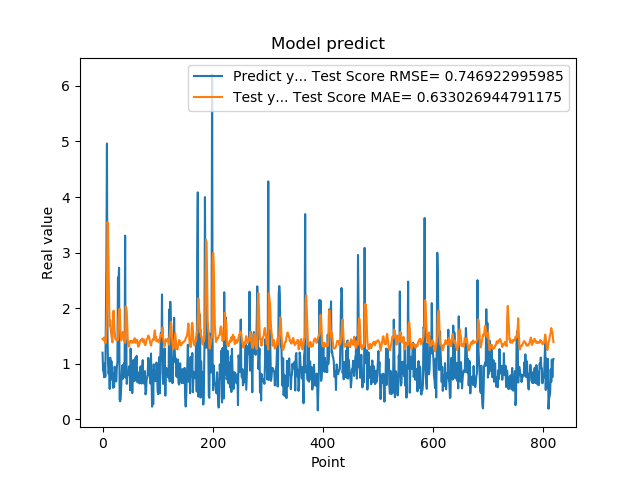 Model predict
Predict y... Test Score RMSE= 0.746922995985
Test y... Test Score MAE= 0.633026944791175
6
5
4
3
2
1
0
Real value
0 200 400 600 800
Point